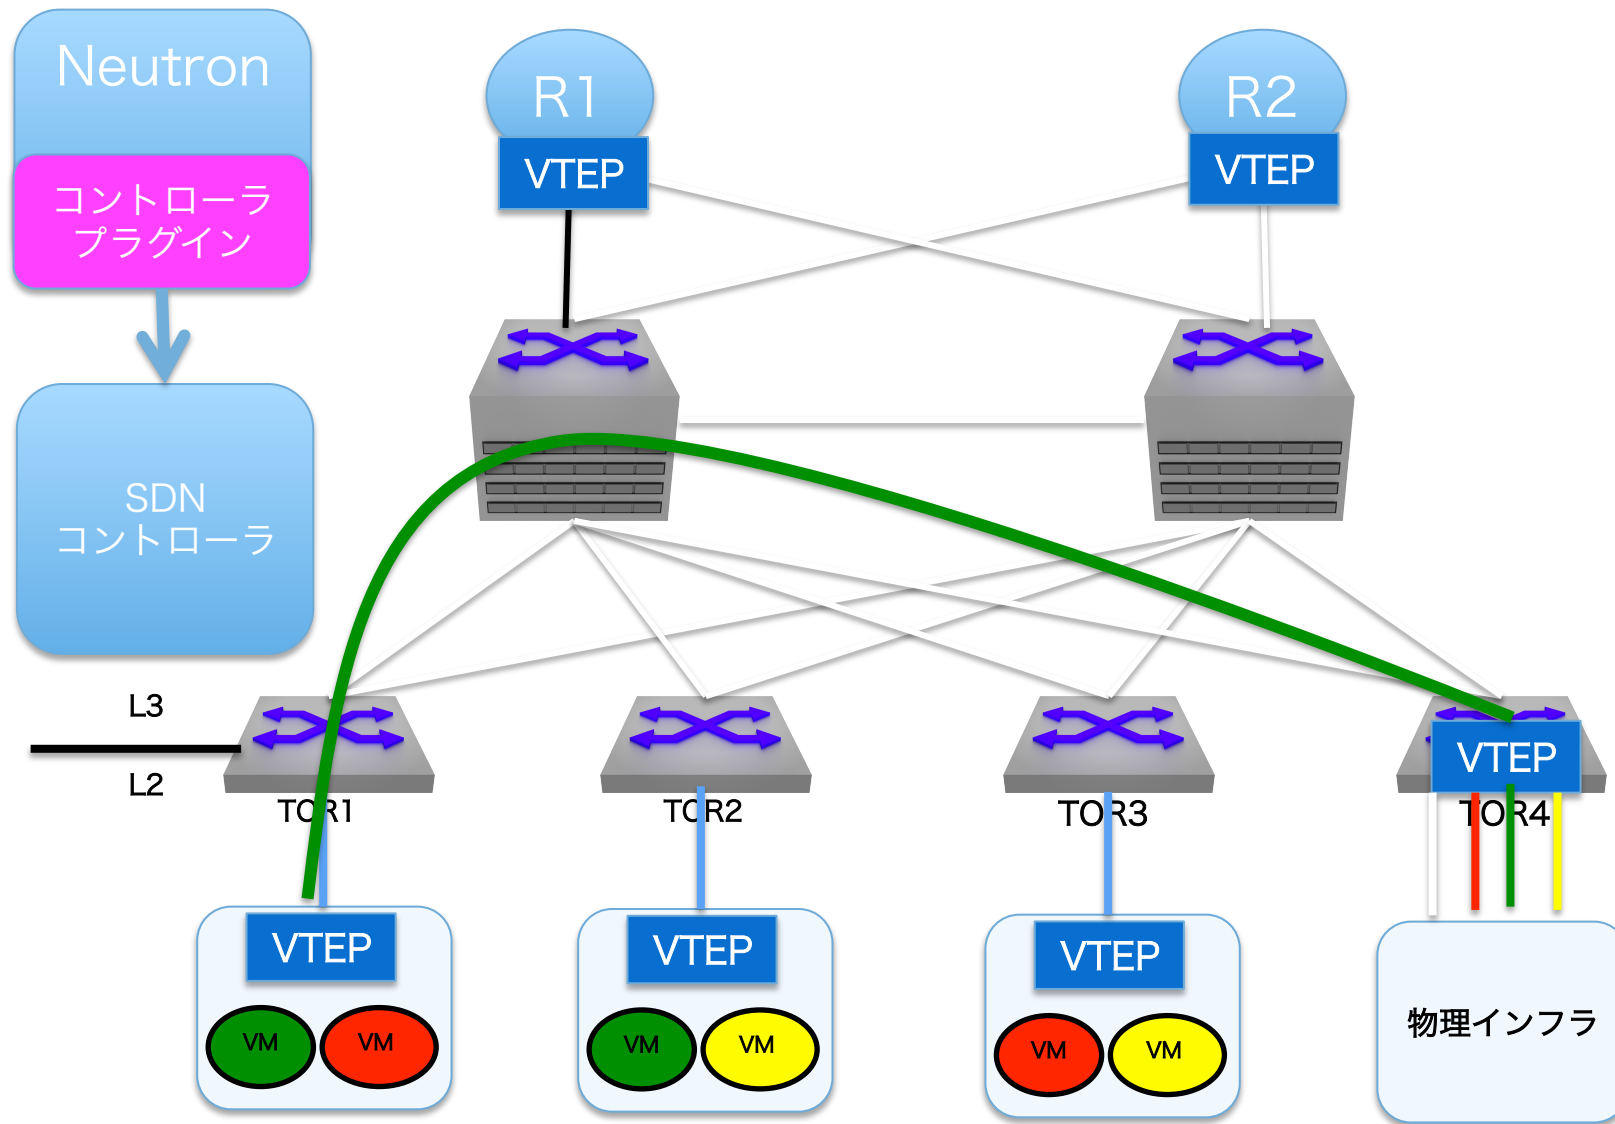 Neutron
コントローラ
プラグイン
R1
VTEP
R2
VTEP
SDN
コントローラ
L3
L2
TOR1
TOR2
TOR3
VTEP
TOR4
VTEP
VM
VM
VTEP
VM
VM
VTEP
VM
VM
物理インフラ